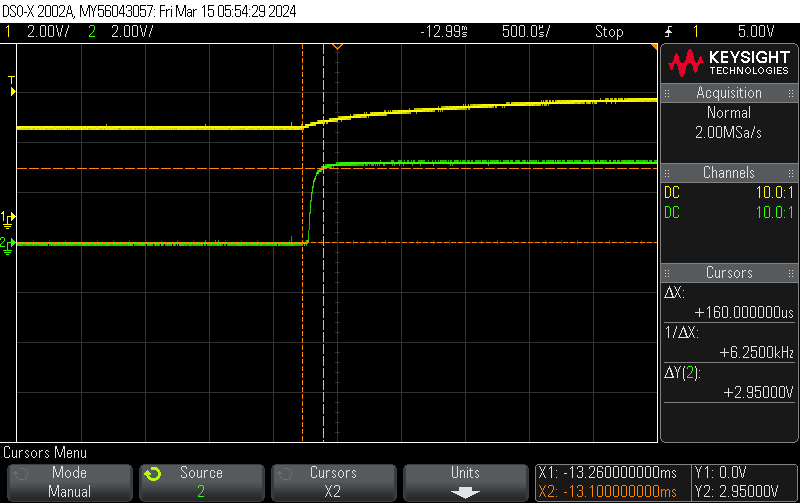 DSO-X 2002A, MY56043057: Fri Mar 15 05:54:29 2024
1 2.00V/ 2 2.00V/ -12.99ms 500.0us/ Stop 1 5.00V
KEYSIGHT
TECHNOLOGIES
Acquisition
Normal
2.00MSa/s
Channels
DC 10.0:1
DC 10.0:1
Cursors
ΔX:
+160.000000us
1/ΔX:
+6.2500kHz
ΔY(2):
+2.95000V
T
1
2
Cursors Menu
Mode
Manual
Source
2
Cursors
X2
Units
X1: -13.260000000ms
X2: -13.100000000ms
Y1: 0.0V
Y2: 2.95000V